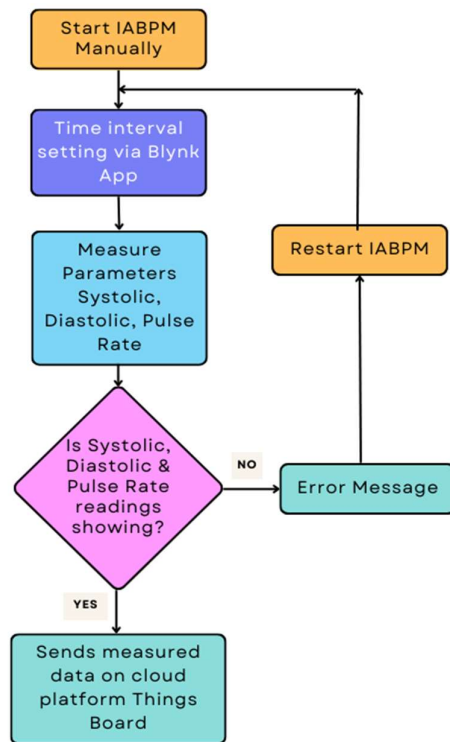 Start IABPM
Manually
Time interval
setting via Blynk
App
Measure
Parameters
Systolic,
Diastolic, Pulse
Rate
Restart IABPM
Is Systolic,
Diastolic &
Pulse Rate
readings
showing?
NO
Error Message
YES
Sends measured
data on cloud
platform Things
Board